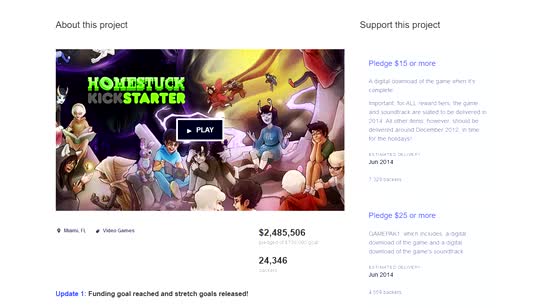 About this project
Support this project
HOMESTUCK
KICKSTARTER
PLAY
Miami, FL
Video Games
$2,485,506
pledged of $700,000 goal
24,346
backers
Update 1: Funding goal reached and stretch goals released!
Pledge $15 or more
A digital download of the game when it's
complete.
Important: for ALL reward tiers, the game
and soundtrack are slated to be delivered in
2014. All other items, however, should be
delivered around December 2012, in time
for the holidays!
ESTIMATED DELIVERY
Jun 2014
backers
Pledge $25 or more
GAMEPAK1: which includes, a digital
download of the game and a digital
download of the game's soundtrack.
ESTIMATED DELIVERY
Jun 2014
backers